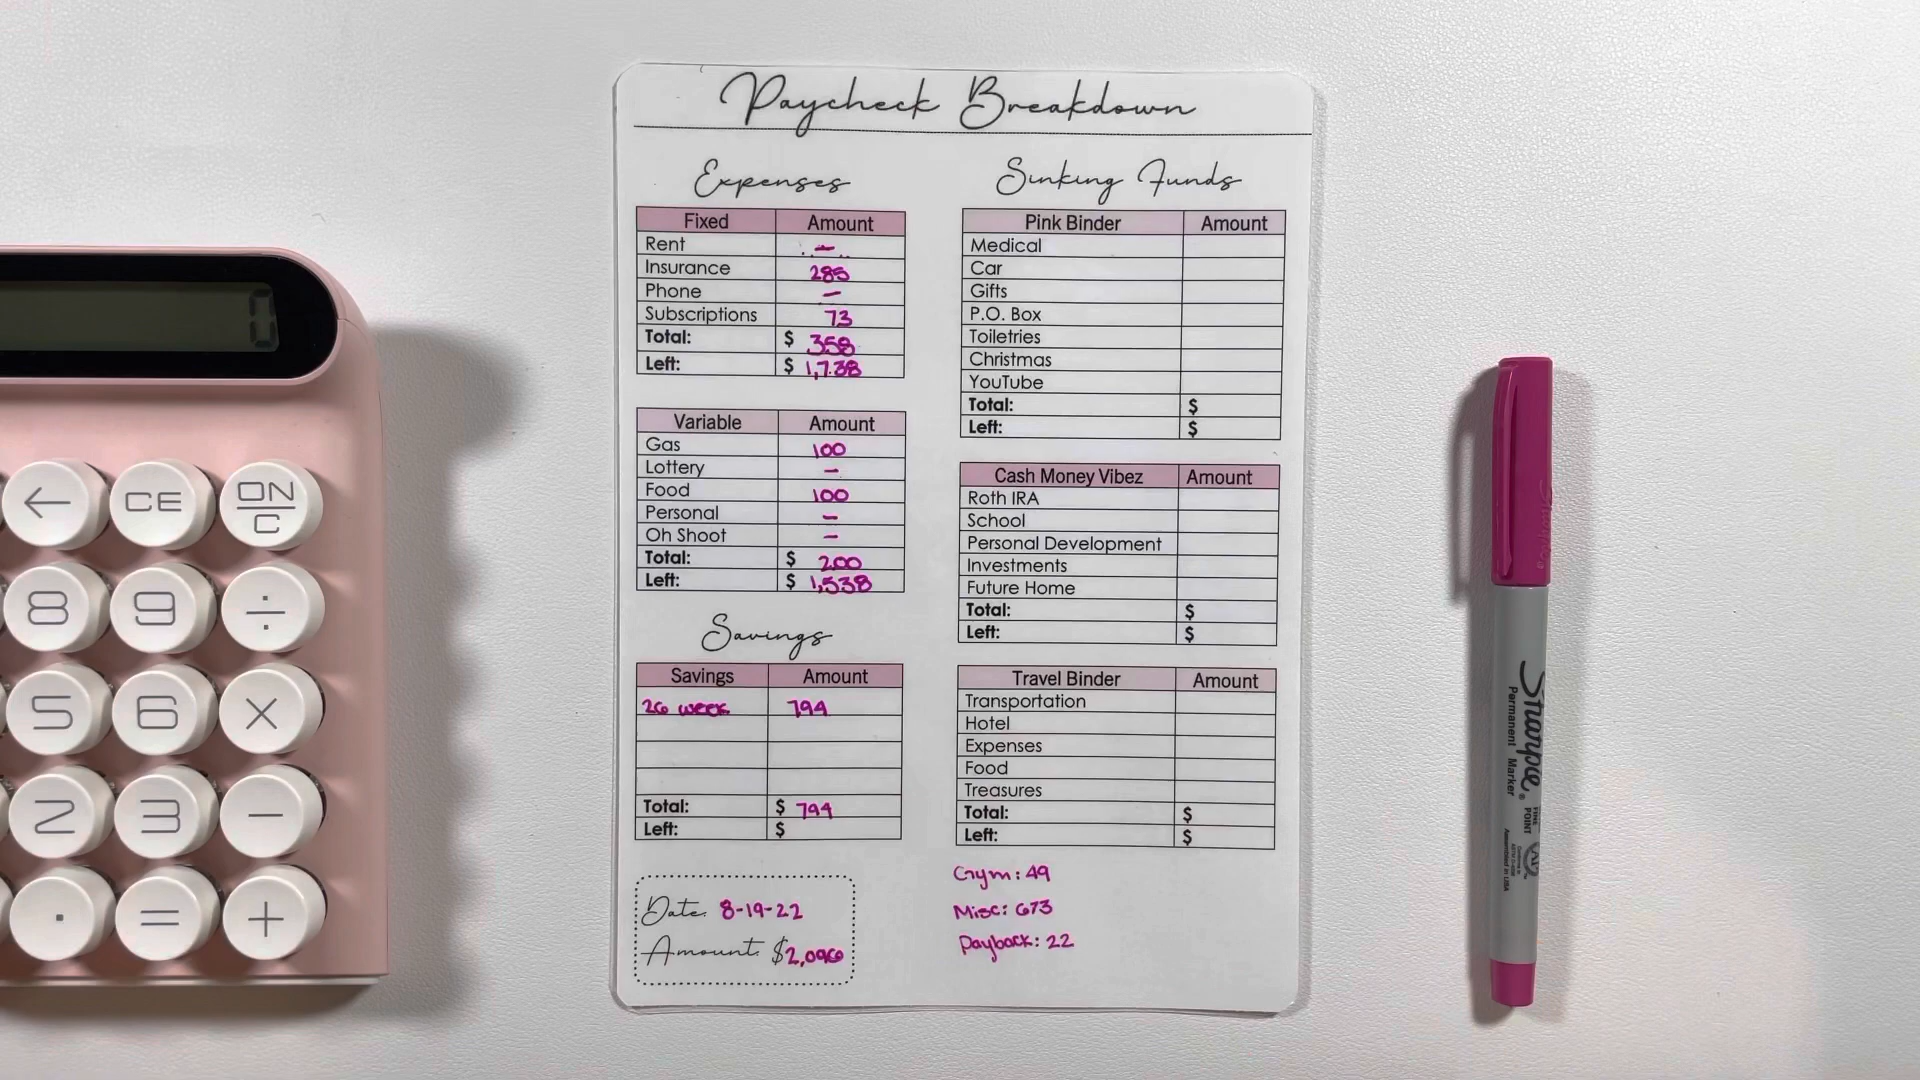 Paycheck Breakdown
Expenses
Fixed Amount
Rent –
Insurance 285
Phone –
Subscriptions 73
Total: $ 358
Left: $ 1,738
Variable Amount
Gas 100
Lottery –
Food 100
Personal –
Oh Shoot –
Total: $ 200
Left: $ 1,538
Savings
Savings Amount
26 week 794
Total: $ 794
Left: $
Date: 8-19-22
Amount: $2,096
Sinking Funds
Pink Binder Amount
Medical
Car
Gifts
P.O. Box
Toiletries
Christmas
YouTube
Total: $
Left: $
Cash Money Vibez Amount
Roth IRA
School
Personal Development
Investments
Future Home
Total: $
Left: $
Travel Binder Amount
Transportation
Hotel
Expenses
Food
Treasures
Total: $
Left: $
Gym: 49
Misc: 673
Payback: 22
0
← CE ON/C
8 9 ÷
5 6 ×
2 3 −
. = +
Sharpie®
Permanent Marker